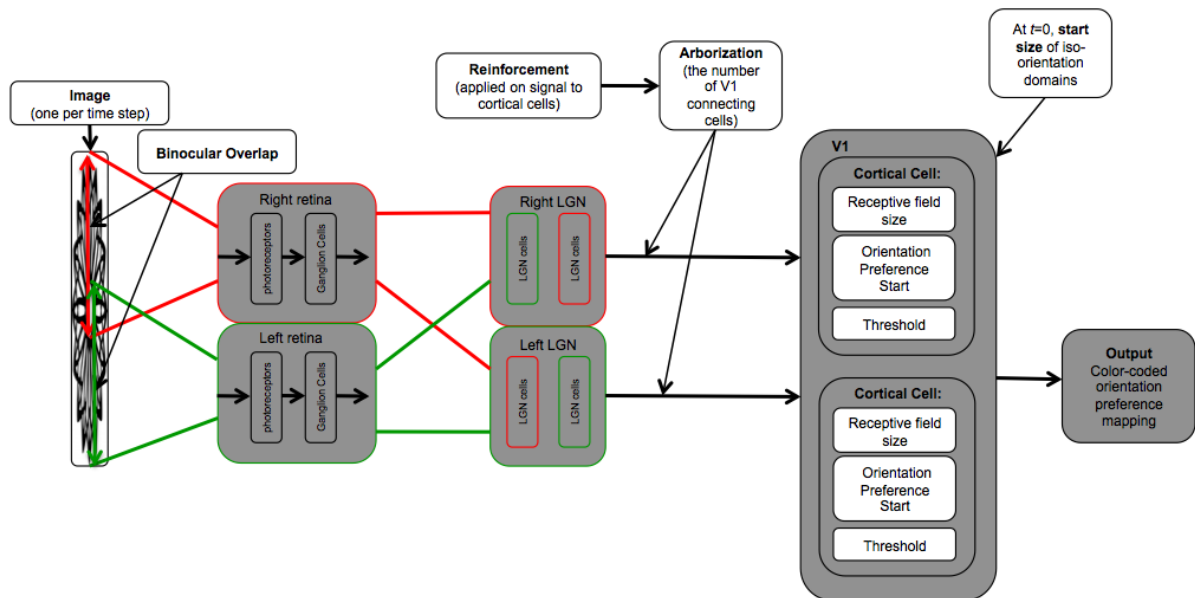 Image
(one per time step)
Binocular Overlap
Reinforcement
(applied on signal to
cortical cells)
Arborization
(the number
of V1
connecting
cells)
At t=0, start
size of iso-
orientation
domains
Right retina
photoreceptors
Ganglion Cells
Left retina
photoreceptors
Ganglion Cells
Right LGN
LGN cells
LGN cells
Left LGN
LGN cells
LGN cells
V1
Cortical Cell:
Receptive field
size
Orientation
Preference
Start
Threshold
Cortical Cell:
Receptive field
size
Orientation
Preference
Start
Threshold
Output
Color-coded
orientation
preference
mapping